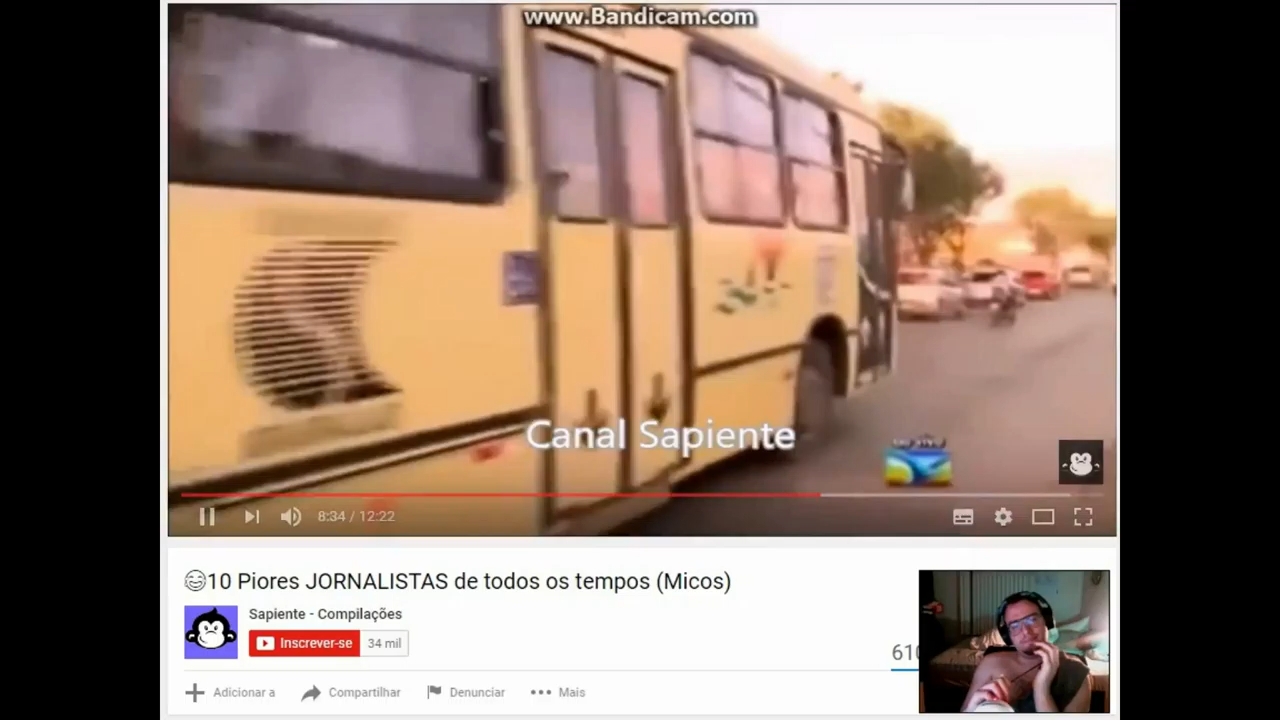 www.Bandicam.com
Canal Sapiente
8:34 / 12:22
😂10 Piores JORNALISTAS de todos os tempos (Micos)
Sapiente - Compilações
Inscrever-se 34 mil
610
Adicionar a Compartilhar Denunciar Mais